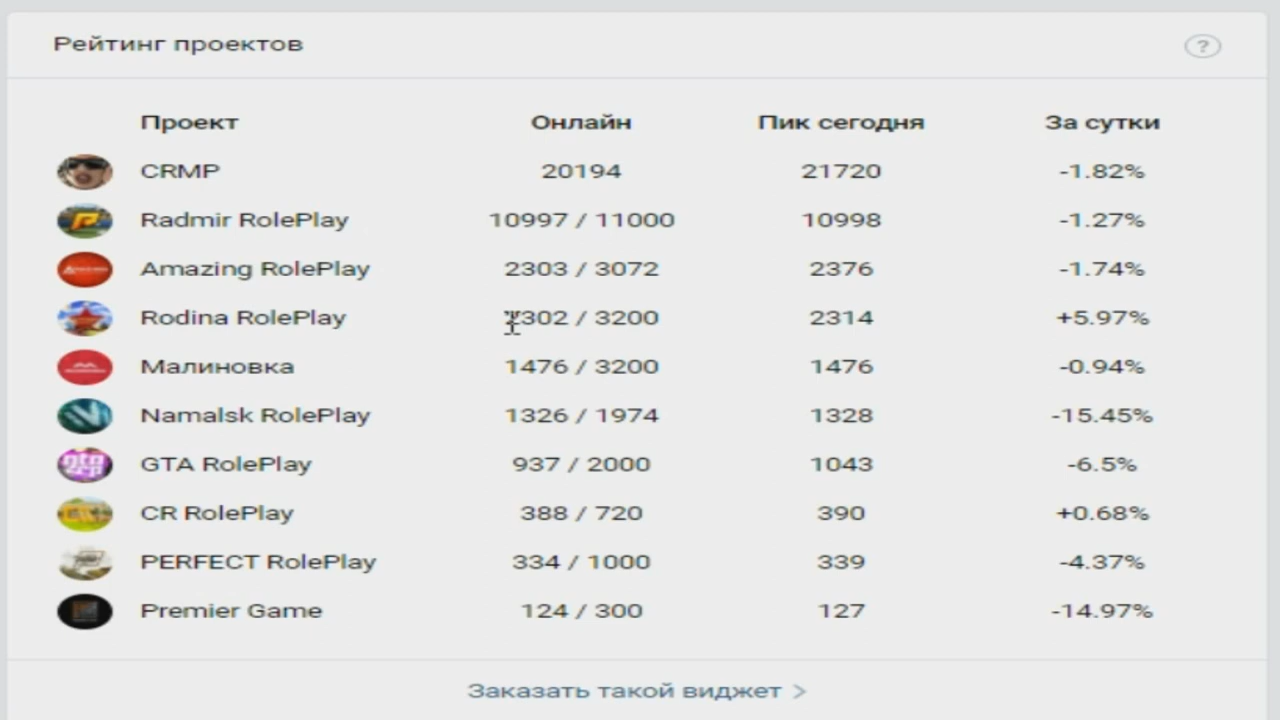 Рейтинг проектов ?
Проект Онлайн Пик сегодня За сутки
CRMP 20194 21720 -1.82%
Radmir RolePlay 10997 / 11000 10998 -1.27%
Amazing RolePlay 2303 / 3072 2376 -1.74%
Rodina RolePlay 2302 / 3200 2314 +5.97%
Малиновка 1476 / 3200 1476 -0.94%
Namalsk RolePlay 1326 / 1974 1328 -15.45%
GTA RolePlay 937 / 2000 1043 -6.5%
CR RolePlay 388 / 720 390 +0.68%
PERFECT RolePlay 334 / 1000 339 -4.37%
Premier Game 124 / 300 127 -14.97%
Заказать такой виджет >